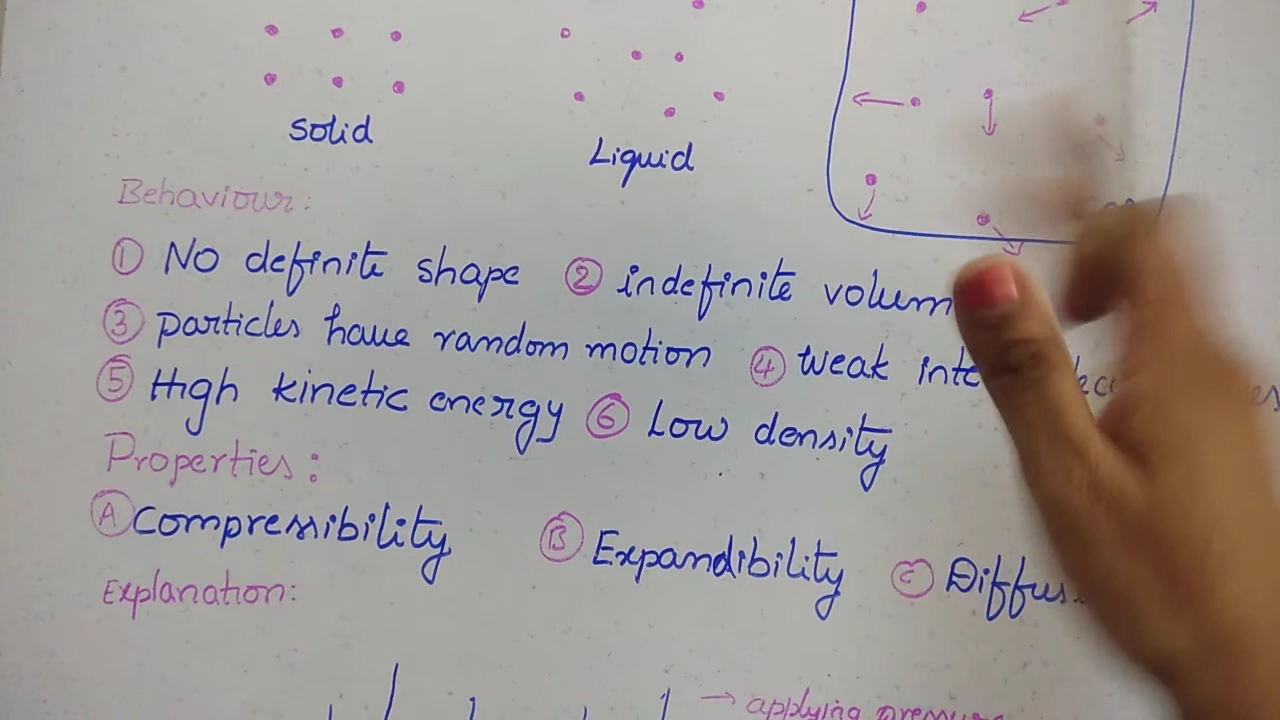 Solid
Liquid
Behaviour:
① No definite shape ② indefinite volum
③ particles have random motion ④ weak inte
⑤ High kinetic energy ⑥ Low density
Properties:
Ⓐ Compressibility Ⓑ Expandibility Ⓒ Diffus
Explanation:
→ applying pressure